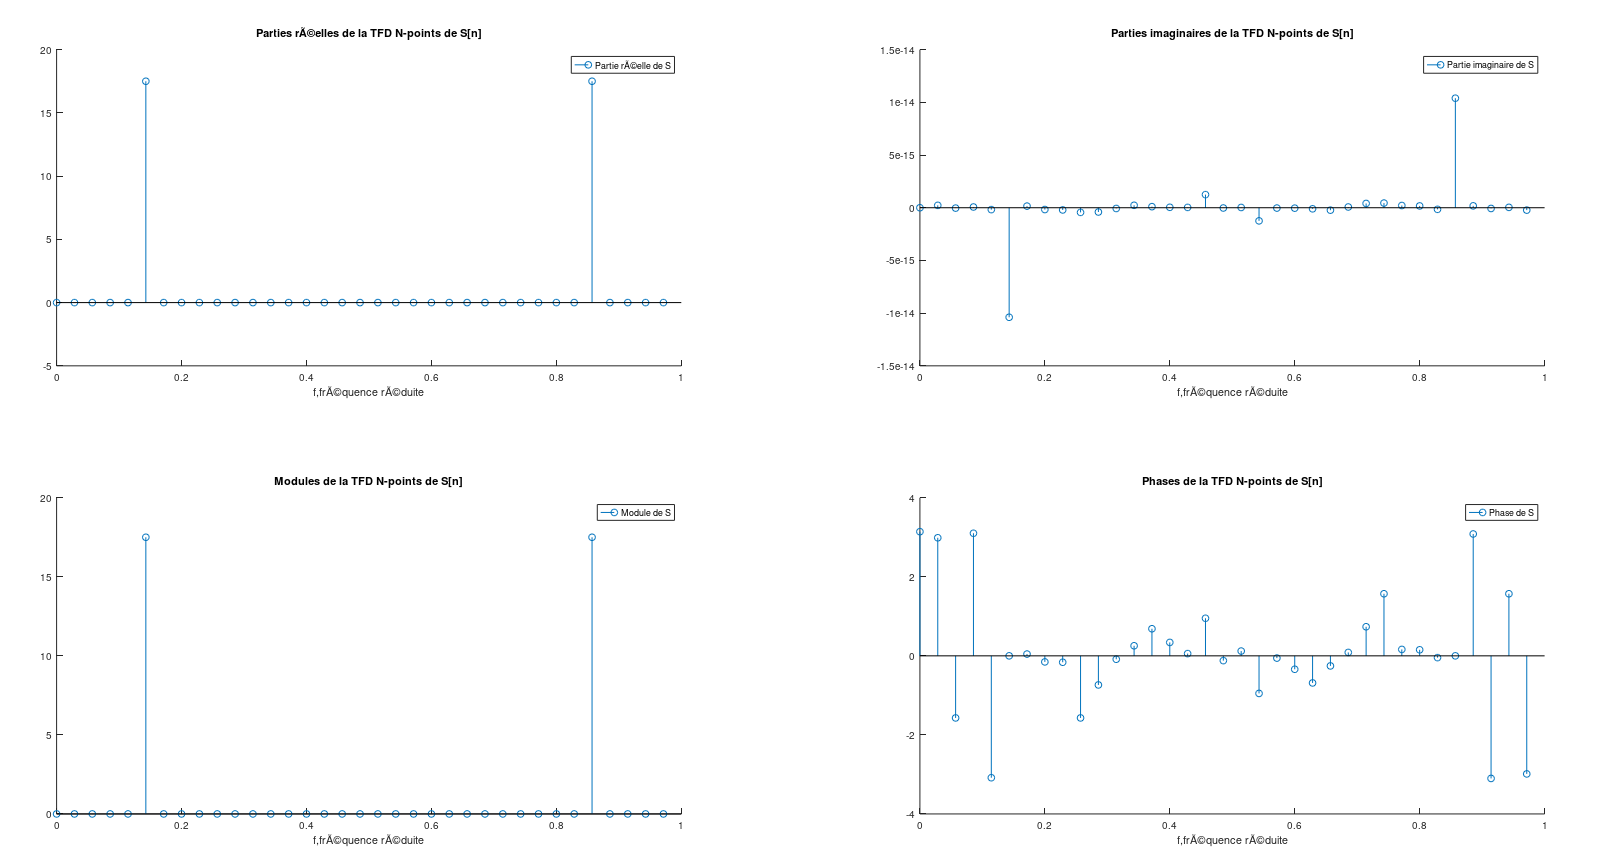 Parties rÃ©elles de la TFD N-points de S[n]
20
15
10
5
0
-5
0 0.2 0.4 0.6 0.8 1
f,frÃ©quence rÃ©duite
Partie rÃ©elle de S
Parties imaginaires de la TFD N-points de S[n]
1.5e-14
1e-14
5e-15
0
-5e-15
-1e-14
-1.5e-14
0 0.2 0.4 0.6 0.8 1
f,frÃ©quence rÃ©duite
Partie imaginaire de S
Modules de la TFD N-points de S[n]
20
15
10
5
0
0 0.2 0.4 0.6 0.8 1
f,frÃ©quence rÃ©duite
Module de S
Phases de la TFD N-points de S[n]
4
2
0
-2
-4
0 0.2 0.4 0.6 0.8 1
f,frÃ©quence rÃ©duite
Phase de S